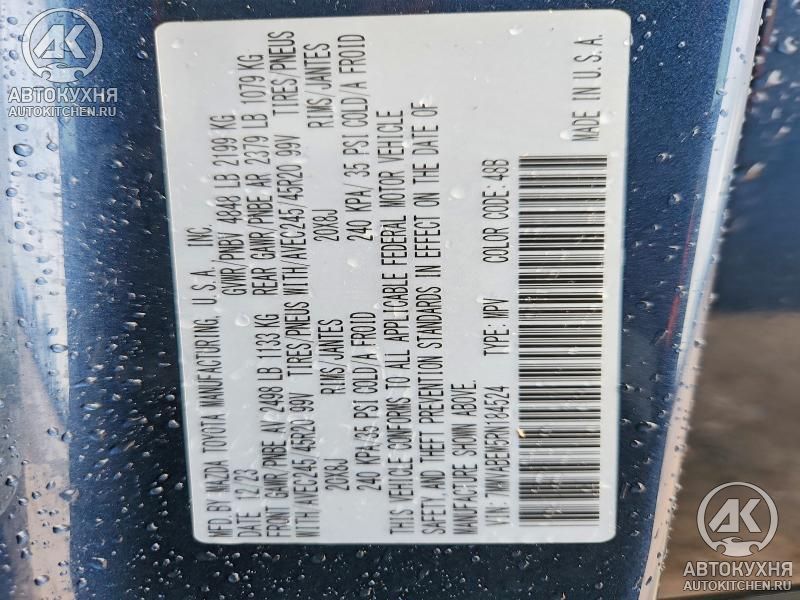 AK
АВТОКУХНЯ
AUTOKITCHEN.RU
MFD. BY MAZDA TOYOTA MANUFACTURING, U.S.A. INC.
DATE 12/23 GVWR/PNBV 4848 LB 2199 KG
FRONT GAWR/PNBE AV 2498 LB 1133 KG REAR GAWR/PNBE AR 2379 LB 1079 KG
WITH/AVEC245/45R20 99V TIRES/PNEUS WITH/AVEC245/45R20 99V TIRES/PNEUS
20X8J RIMS/JANTES 20X8J RIMS/JANTES
240 KPA/35 PSI COLD/A FROID 240 KPA/ 35 PSI COLD/A FROID
THIS VEHICLE CONFORMS TO ALL APPLICABLE FEDERAL MOTOR VEHICLE
SAFETY, AND THEFT PREVENTION STANDARDS IN EFFECT ON THE DATE OF
MANUFACTURE SHOWN ABOVE.
VIN: TYPE: MPV COLOR CODE: 46B
MADE IN U.S.A.
AK
АВТОКУХНЯ
AUTOKITCHEN.RU